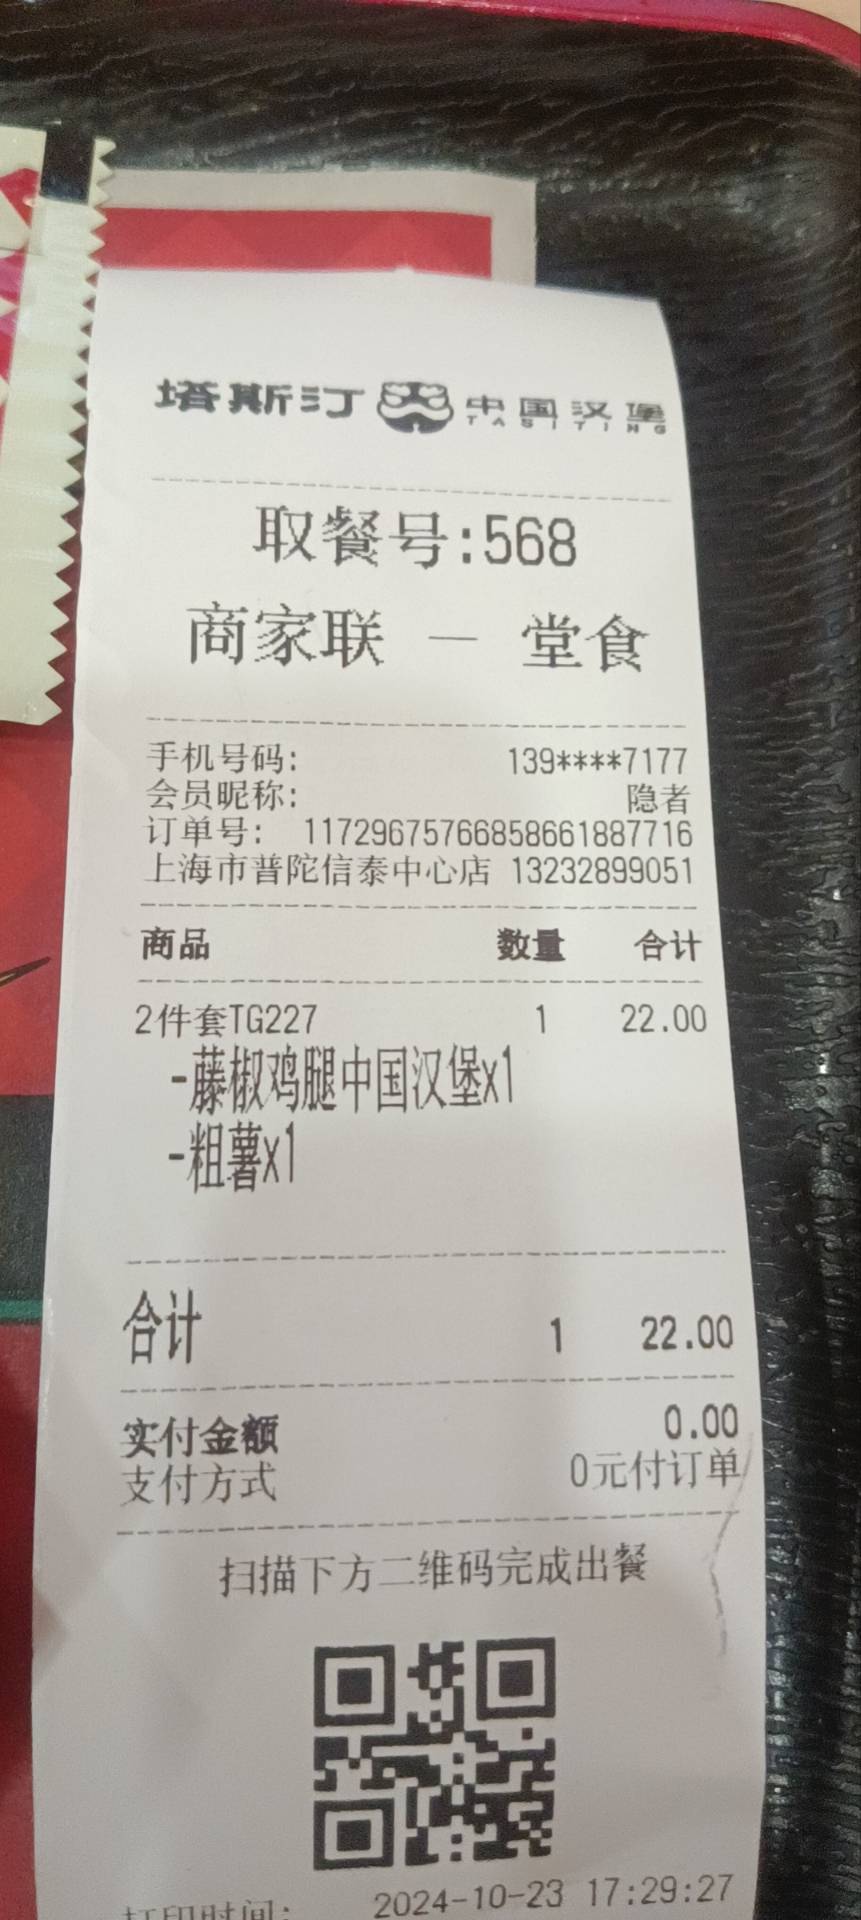 塔斯汀 中国汉堡
TASITING
取餐号:568
商家联 — 堂食
手机号码: 139****7177
会员昵称: 隐者
订单号: 11729675766858661887716
上海市普陀信泰中心店 13232899051
商品 数量 合计
2件套TG227 1 22.00
-藤椒鸡腿中国汉堡x1
-粗薯x1
合计 1 22.00
实付金额 0.00
支付方式 0元付订单
扫描下方二维码完成出餐
打印时间: 2024-10-23 17:29:27